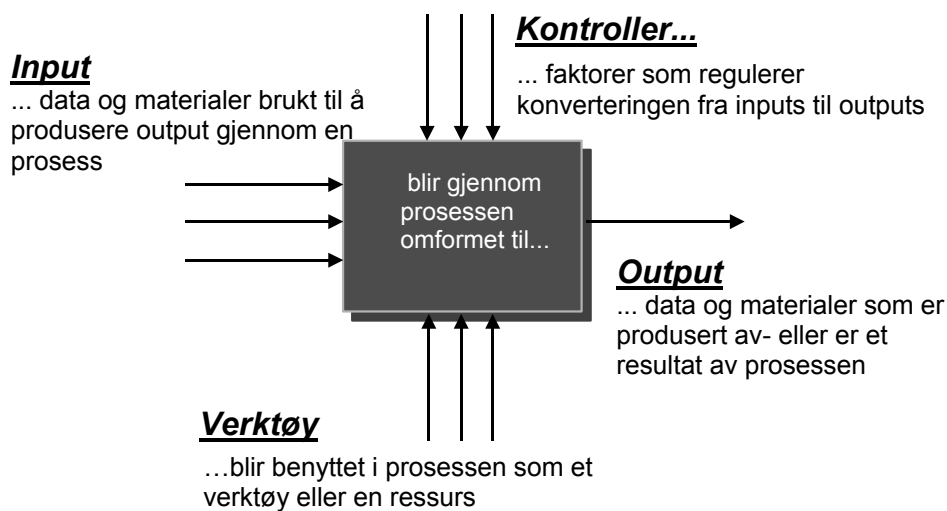 Input
... data og materialer brukt til å
produsere output gjennom en
prosess
Kontroller...
... faktorer som regulerer
konverteringen fra inputs til outputs
blir gjennom
prosessen
omformet til...
Output
... data og materialer som er
produsert av- eller er et
resultat av prosessen
Verktøy
…blir benyttet i prosessen som et
verktøy eller en ressurs